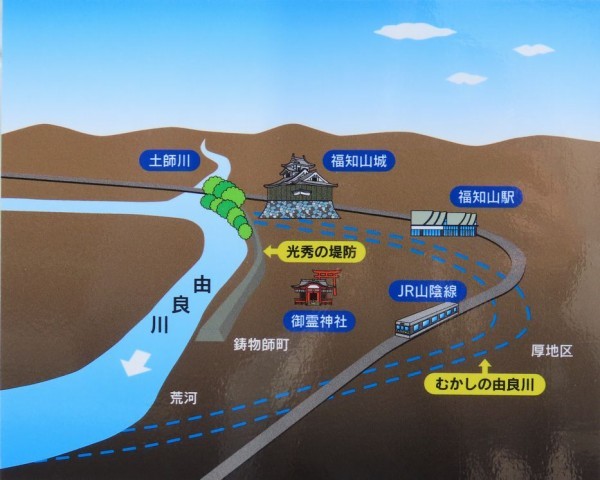 土師川
福知山城
福知山駅
光秀の堤防
由良川
JR山陰線
御霊神社
鋳物師町
厚地区
むかしの由良川
荒河